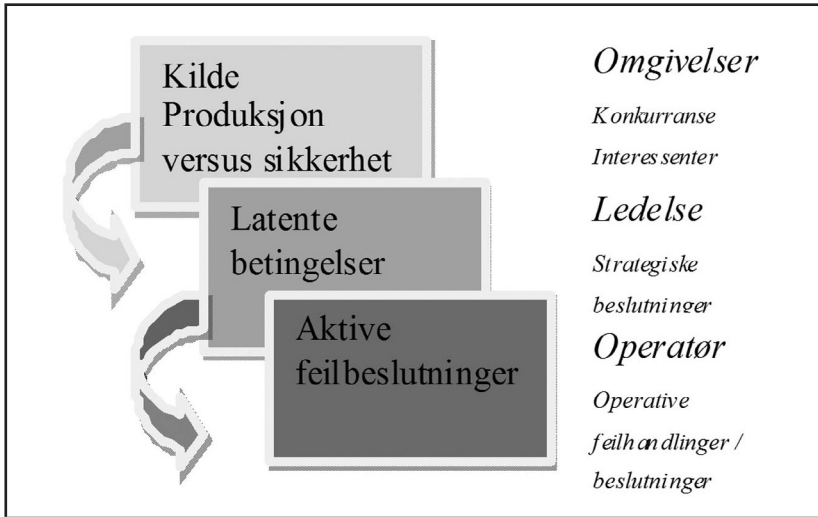 Kilde
Produksjon
versus sikkerhet
Latente
betingelser
Aktive
feilbeslutninger
Omgivelser
Konkurranse
Interessenter
Ledelse
Strategiske
beslutninger
Operatør
Operative
feilhandlinger /
beslutninger